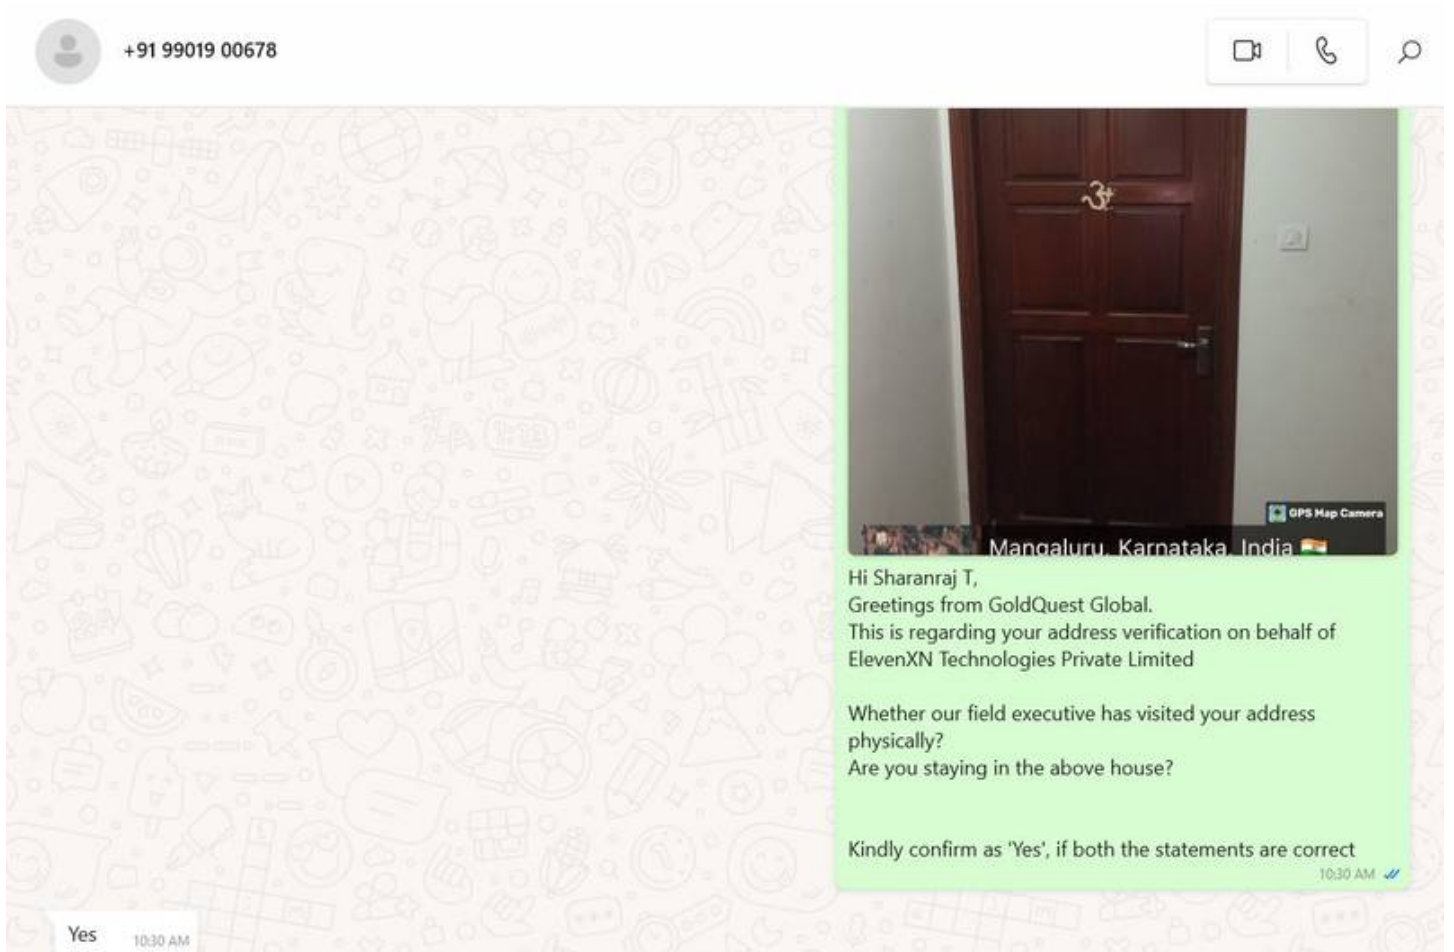 +91 99019 00678
ॐ
GPS Map Camera
Mangaluru, Karnataka, India
Hi Sharanraj T,
Greetings from GoldQuest Global.
This is regarding your address verification on behalf of
ElevenXN Technologies Private Limited
Whether our field executive has visited your address
physically?
Are you staying in the above house?
Kindly confirm as 'Yes', if both the statements are correct
10:30 AM
Yes 10:30 AM